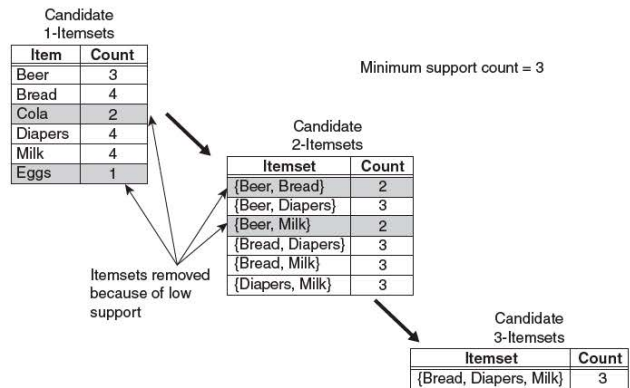 Candidate
1-Itemsets
Item Count
Beer 3
Bread 4
Cola 2
Diapers 4
Milk 4
Eggs 1
Minimum support count = 3
Candidate
2-Itemsets
Itemset Count
{Beer, Bread} 2
{Beer, Diapers} 3
{Beer, Milk} 2
{Bread, Diapers} 3
{Bread, Milk} 3
{Diapers, Milk} 3
Itemsets removed
because of low
support
Candidate
3-Itemsets
Itemset Count
{Bread, Diapers, Milk} 3